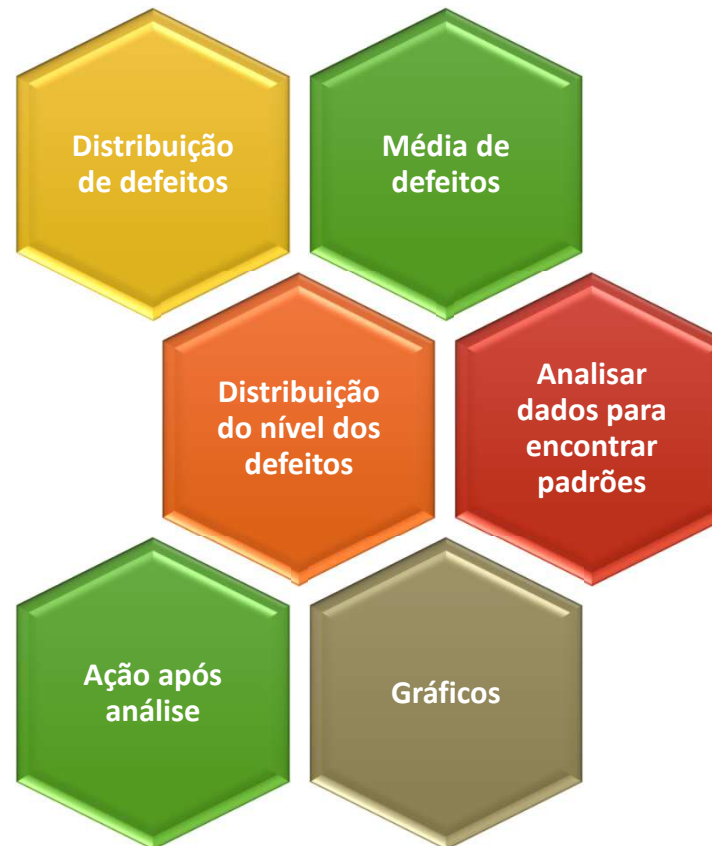 Distribuição
de defeitos
Média de
defeitos
Distribuição
do nível dos
defeitos
Analisar
dados para
encontrar
padrões
Ação após
análise
Gráficos